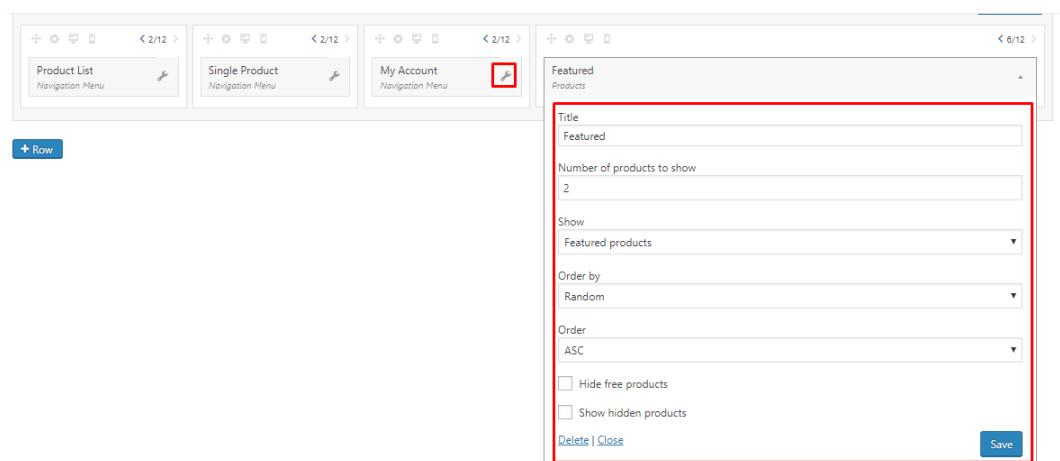 < 2/12 >
< 2/12 >
< 2/12 >
< 6/12 >
Product List
Navigation Menu
Single Product
Navigation Menu
My Account
Navigation Menu
Featured
Products
+ Row
Title
Featured
Number of products to show
2
Show
Featured products
Order by
Random
Order
ASC
Hide free products
Show hidden products
Delete | Close
Save